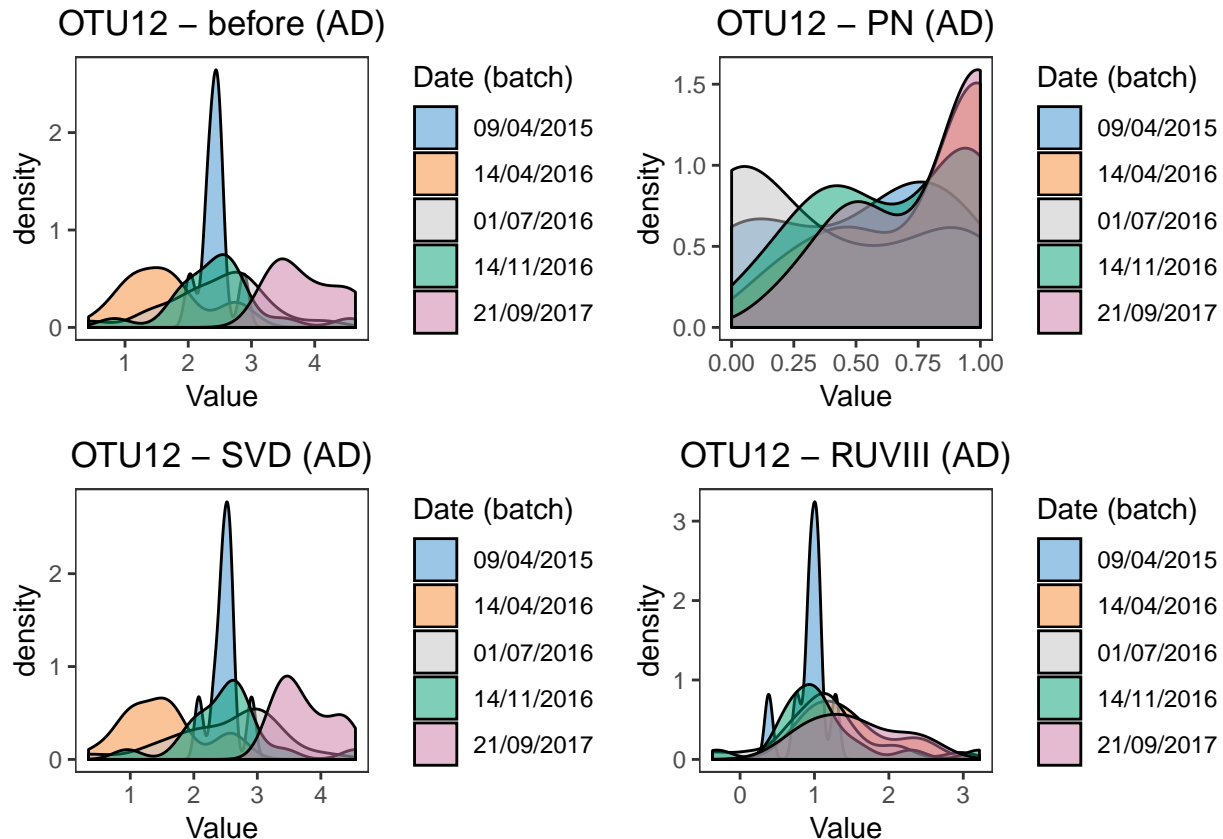 OTU12 – before (AD)
density
2
1
0
1 2 3 4
Value
Date (batch)
09/04/2015
14/04/2016
01/07/2016
14/11/2016
21/09/2017
OTU12 – PN (AD)
density
1.5
1.0
0.5
0.0
0.00 0.25 0.50 0.75 1.00
Value
Date (batch)
09/04/2015
14/04/2016
01/07/2016
14/11/2016
21/09/2017
OTU12 – SVD (AD)
density
2
1
0
1 2 3 4
Value
Date (batch)
09/04/2015
14/04/2016
01/07/2016
14/11/2016
21/09/2017
OTU12 – RUVIII (AD)
density
3
2
1
0
0 1 2 3
Value
Date (batch)
09/04/2015
14/04/2016
01/07/2016
14/11/2016
21/09/2017